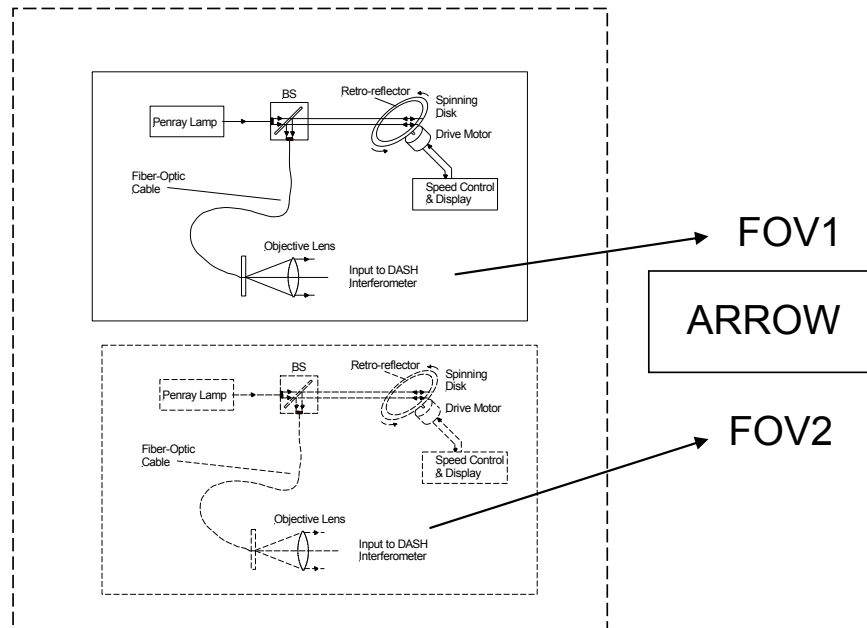 BS
Retro-reflector
Spinning
Disk
Penray Lamp
Drive Motor
Fiber-Optic
Cable
Speed Control
& Display
Objective Lens
Input to DASH
Interferometer
FOV1
ARROW
BS
Retro-reflector
Spinning
Disk
Penray Lamp
Drive Motor
FOV2
Fiber-Optic
Cable
Speed Control
& Display
Objective Lens
Input to DASH
Interferometer